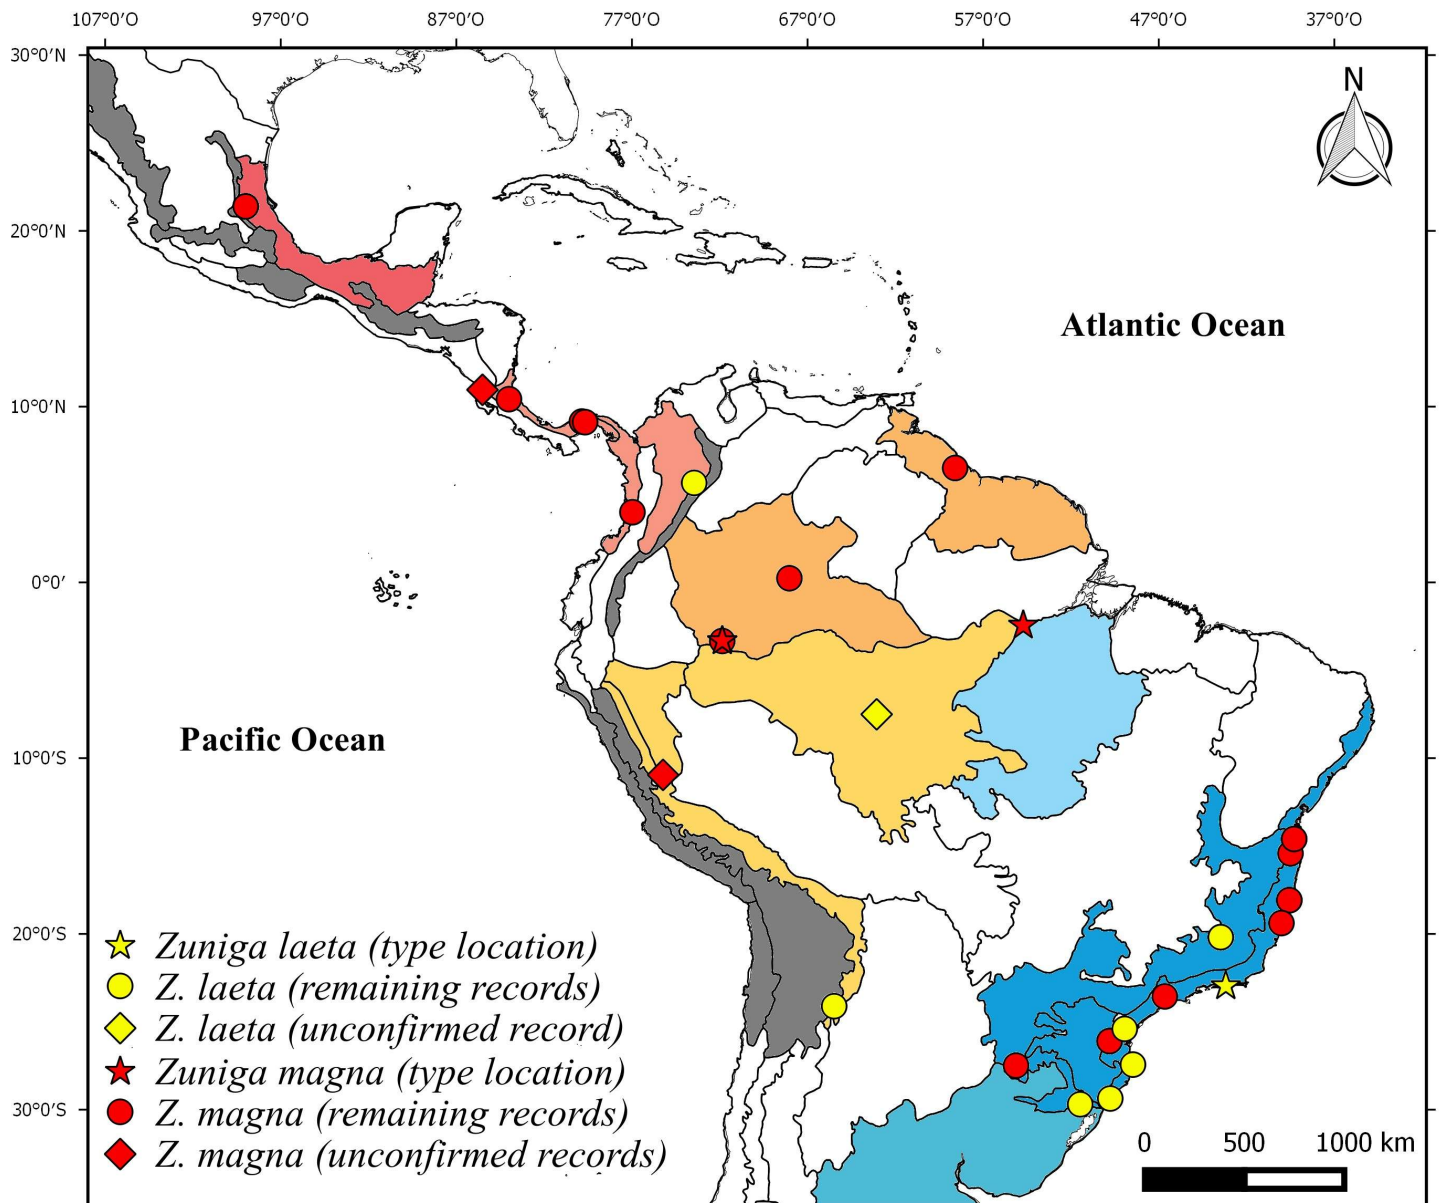 107°0′O 97°0′O 87°0′O 77°0′O 67°0′O 57°0′O 47°0′O 37°0′O
30°0′N
N
20°0′N
Atlantic Ocean
10°0′N
0°0′
Pacific Ocean
10°0′S
20°0′S
Zuniga laeta (type location)
Z. laeta (remaining records)
Z. laeta (unconfirmed record)
Zuniga magna (type location)
30°0′S
Z. magna (remaining records)
Z. magna (unconfirmed records)
0 500 1000 km